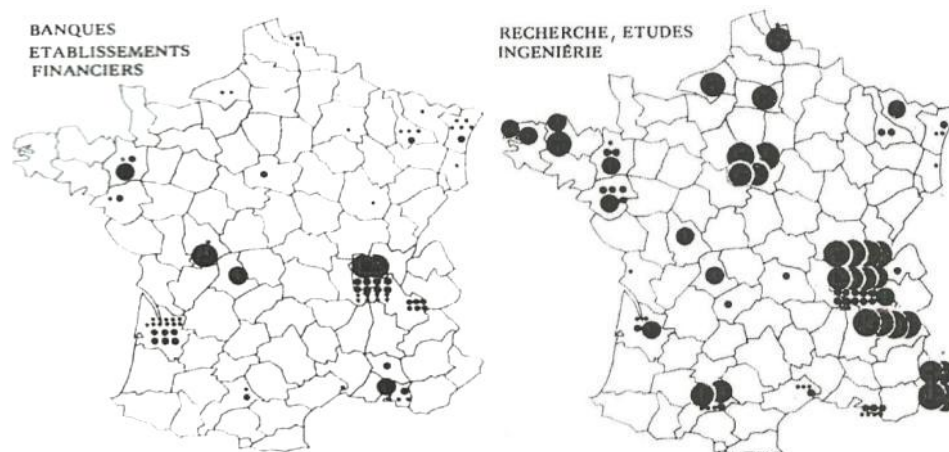 BANQUES
ETABLISSEMENTS
FINANCIERS
RECHERCHE, ETUDES
INGENIÉRIE